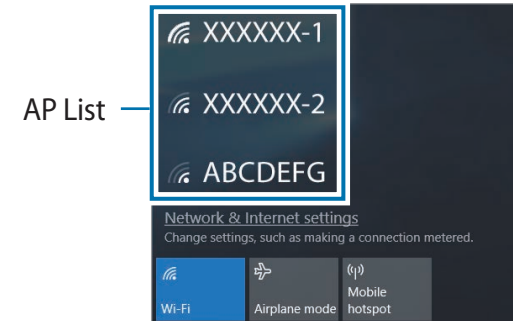 XXXXXX-1
AP List
XXXXXX-2
ABCDEFG
Network & Internet settings
Change settings, such as making a connection metered.
Wi-Fi
Airplane mode
Mobile
hotspot